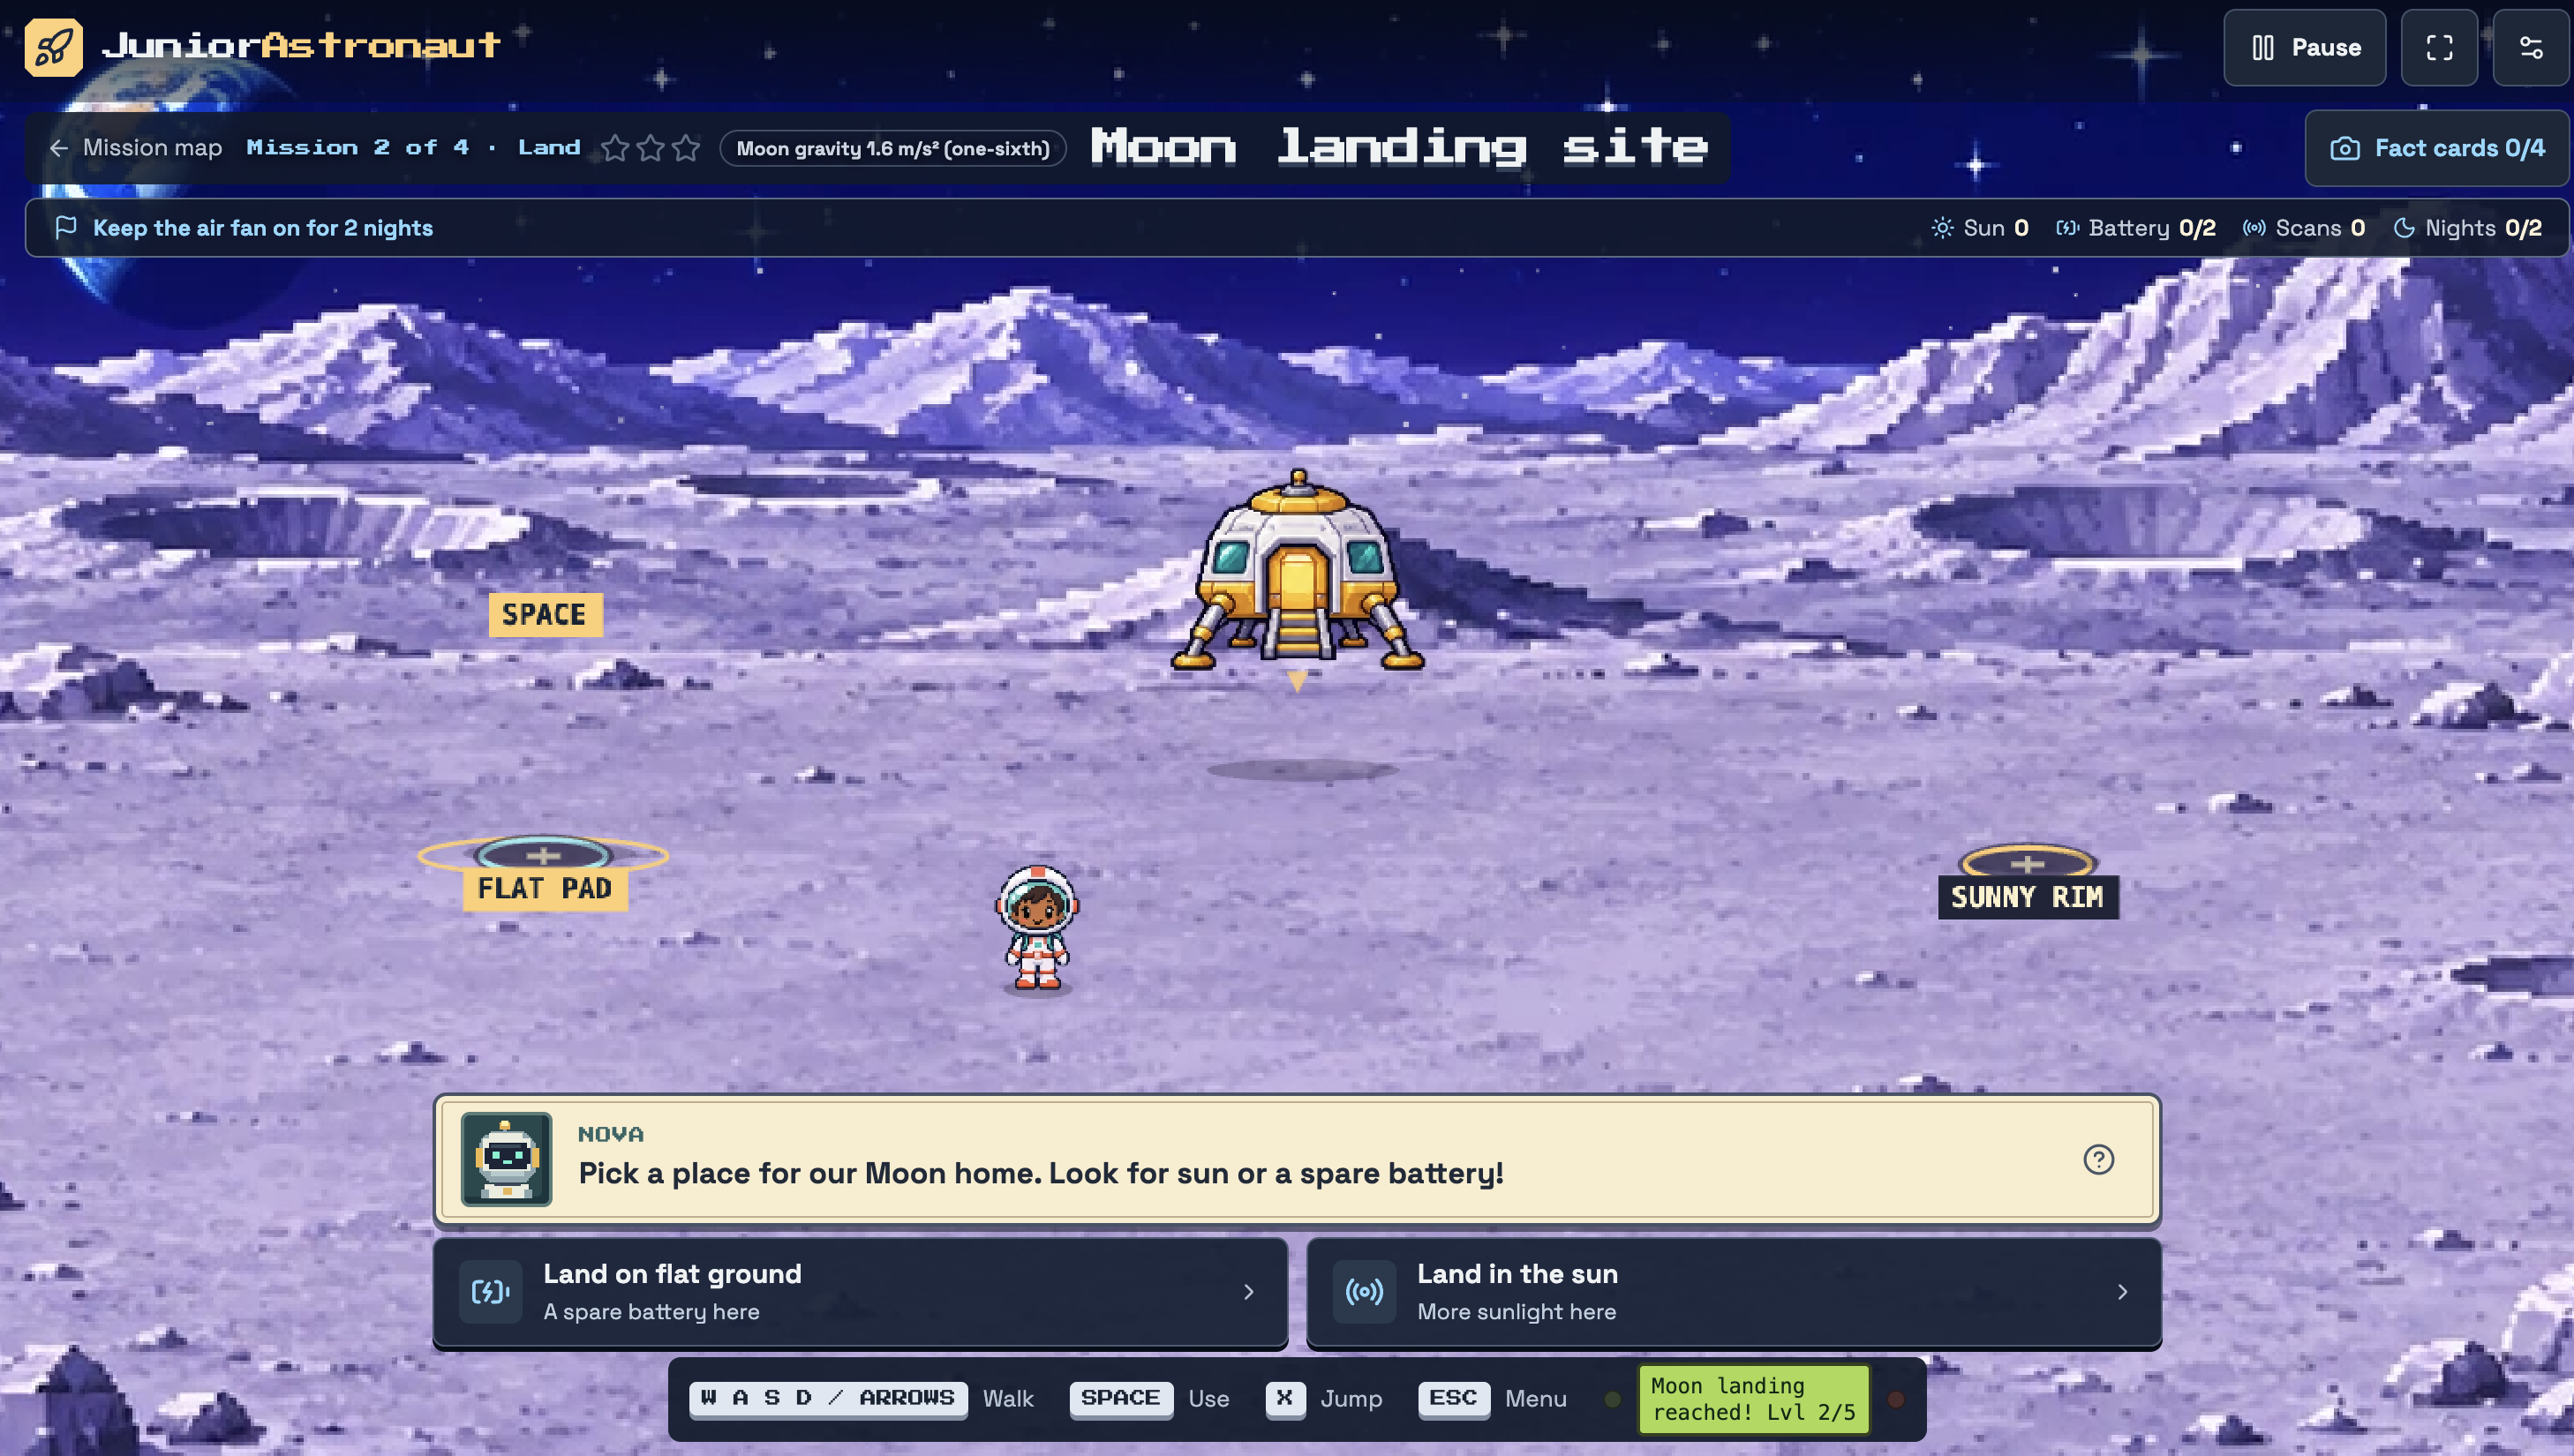 JuniorAstronaut
Pause
Mission map
Mission 2 of 4 · Land
Moon gravity 1.6 m/s² (one-sixth)
Moon landing site
Fact cards 0/4
Keep the air fan on for 2 nights
Sun 0
Battery 0/2
Scans 0
Nights 0/2
SPACE
FLAT PAD
SUNNY RIM
NOVA
Pick a place for our Moon home. Look for sun or a spare battery!
Land on flat ground
A spare battery here
Land in the sun
More sunlight here
W A S D / ARROWS Walk
SPACE Use
X Jump
ESC Menu
Moon landing
reached! Lvl 2/5